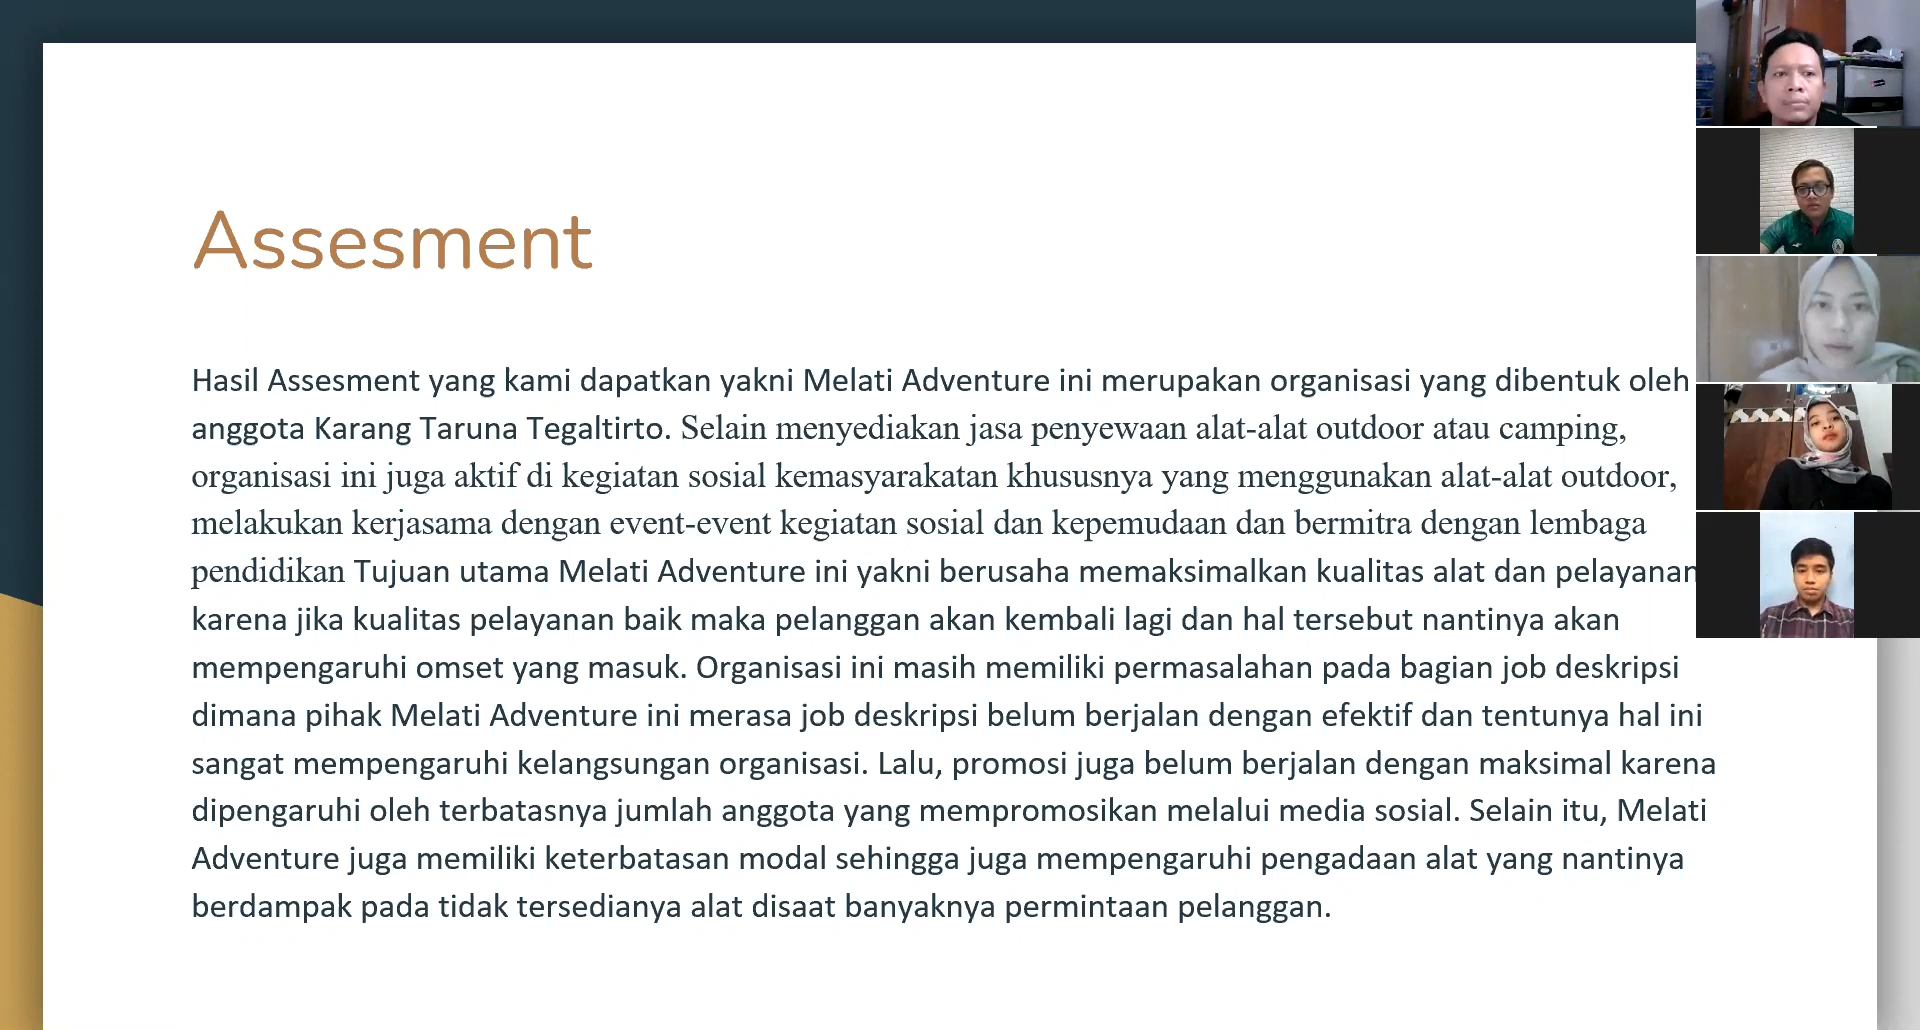 Assesment
Hasil Assesment yang kami dapatkan yakni Melati Adventure ini merupakan organisasi yang dibentuk oleh
anggota Karang Taruna Tegaltirto. Selain menyediakan jasa penyewaan alat-alat outdoor atau camping,
organisasi ini juga aktif di kegiatan sosial kemasyarakatan khususnya yang menggunakan alat-alat outdoor,
melakukan kerjasama dengan event-event kegiatan sosial dan kepemudaan dan bermitra dengan lembaga
pendidikan Tujuan utama Melati Adventure ini yakni berusaha memaksimalkan kualitas alat dan pelayanan
karena jika kualitas pelayanan baik maka pelanggan akan kembali lagi dan hal tersebut nantinya akan
mempengaruhi omset yang masuk. Organisasi ini masih memiliki permasalahan pada bagian job deskripsi
dimana pihak Melati Adventure ini merasa job deskripsi belum berjalan dengan efektif dan tentunya hal ini
sangat mempengaruhi kelangsungan organisasi. Lalu, promosi juga belum berjalan dengan maksimal karena
dipengaruhi oleh terbatasnya jumlah anggota yang mempromosikan melalui media sosial. Selain itu, Melati
Adventure juga memiliki keterbatasan modal sehingga juga mempengaruhi pengadaan alat yang nantinya
berdampak pada tidak tersedianya alat disaat banyaknya permintaan pelanggan.